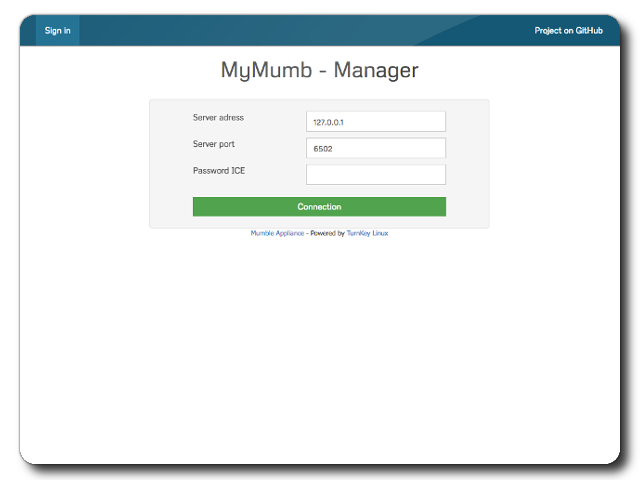 Sign in
Project on GitHub
MyMumb - Manager
Server adress
127.0.0.1
Server port
6502
Password ICE
Connection
Mumble Appliance - Powered by TurnKey Linux